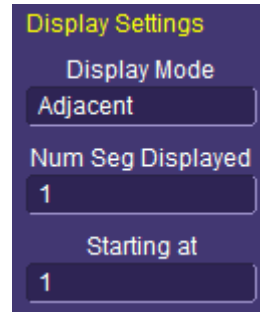 Display Settings
Display Mode
Adjacent
Num Seg Displayed
1
Starting at
1